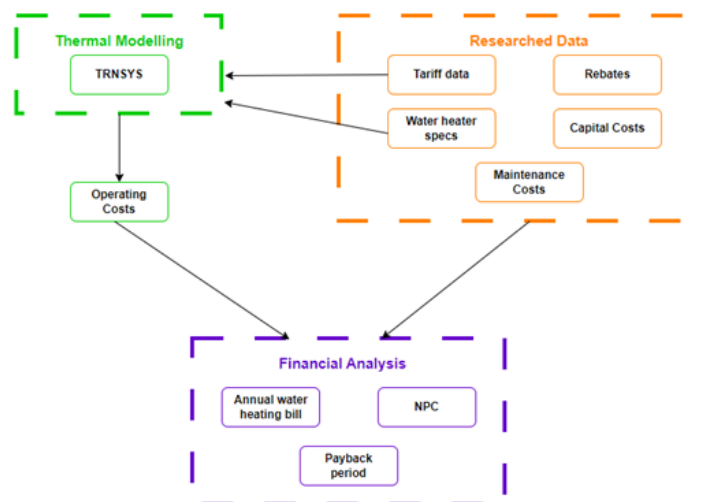 Thermal Modelling
TRNSYS
Researched Data
Tariff data
Rebates
Water heater
specs
Capital Costs
Maintenance
Costs
Operating
Costs
Financial Analysis
Annual water
heating bill
NPC
Payback
period